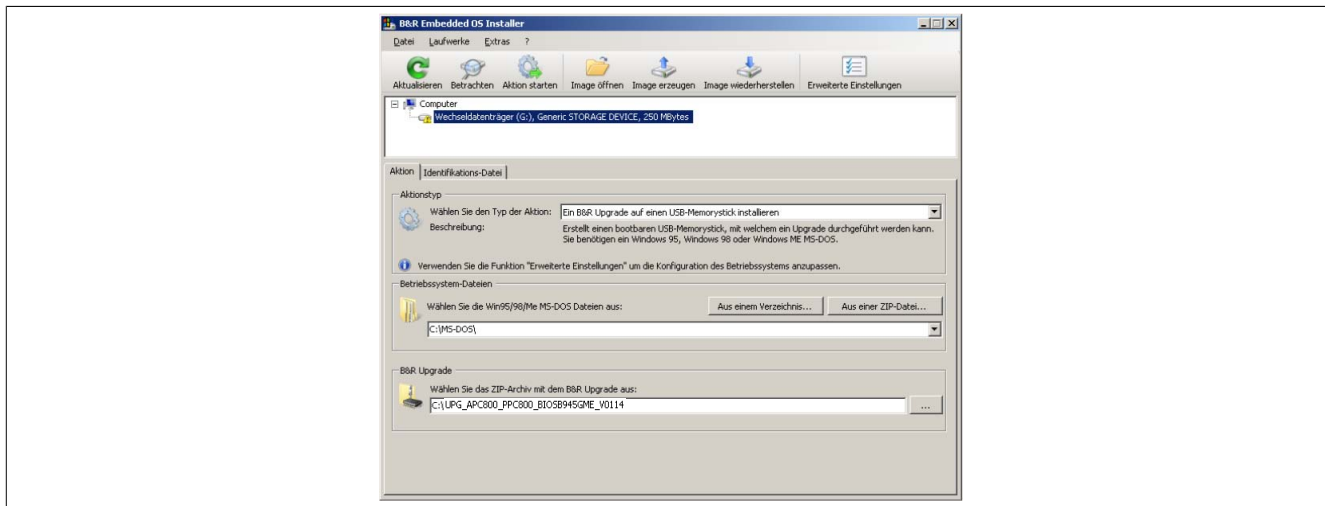 B&R Embedded OS Installer
Datei Laufwerke Extras ?
Aktualisieren Betrachten Aktion starten Image öffnen Image erzeugen Image wiederherstellen Erweiterte Einstellungen
Computer
Wechseldatenträger (G:), Generic STORAGE DEVICE, 250 MBytes
Aktion Identifikations-Datei
Aktionstyp
Wählen Sie den Typ der Aktion: Ein B&R Upgrade auf einen USB-Memorystick installieren
Beschreibung: Erstellt einen bootbaren USB-Memorystick, mit welchem ein Upgrade durchgeführt werden kann.
Sie benötigen ein Windows 95, Windows 98 oder Windows ME MS-DOS.
Verwenden Sie die Funktion "Erweiterte Einstellungen" um die Konfiguration des Betriebssystems anzupassen.
Betriebssystem-Dateien
Wählen Sie die Win95/98/Me MS-DOS Dateien aus: Aus einem Verzeichnis... Aus einer ZIP-Datei...
C:\MS-DOS\
B&R Upgrade
Wählen Sie das ZIP-Archiv mit dem B&R Upgrade aus:
C:\UPG_APC800_PPC800_BIOSB945GME_V0114 ...